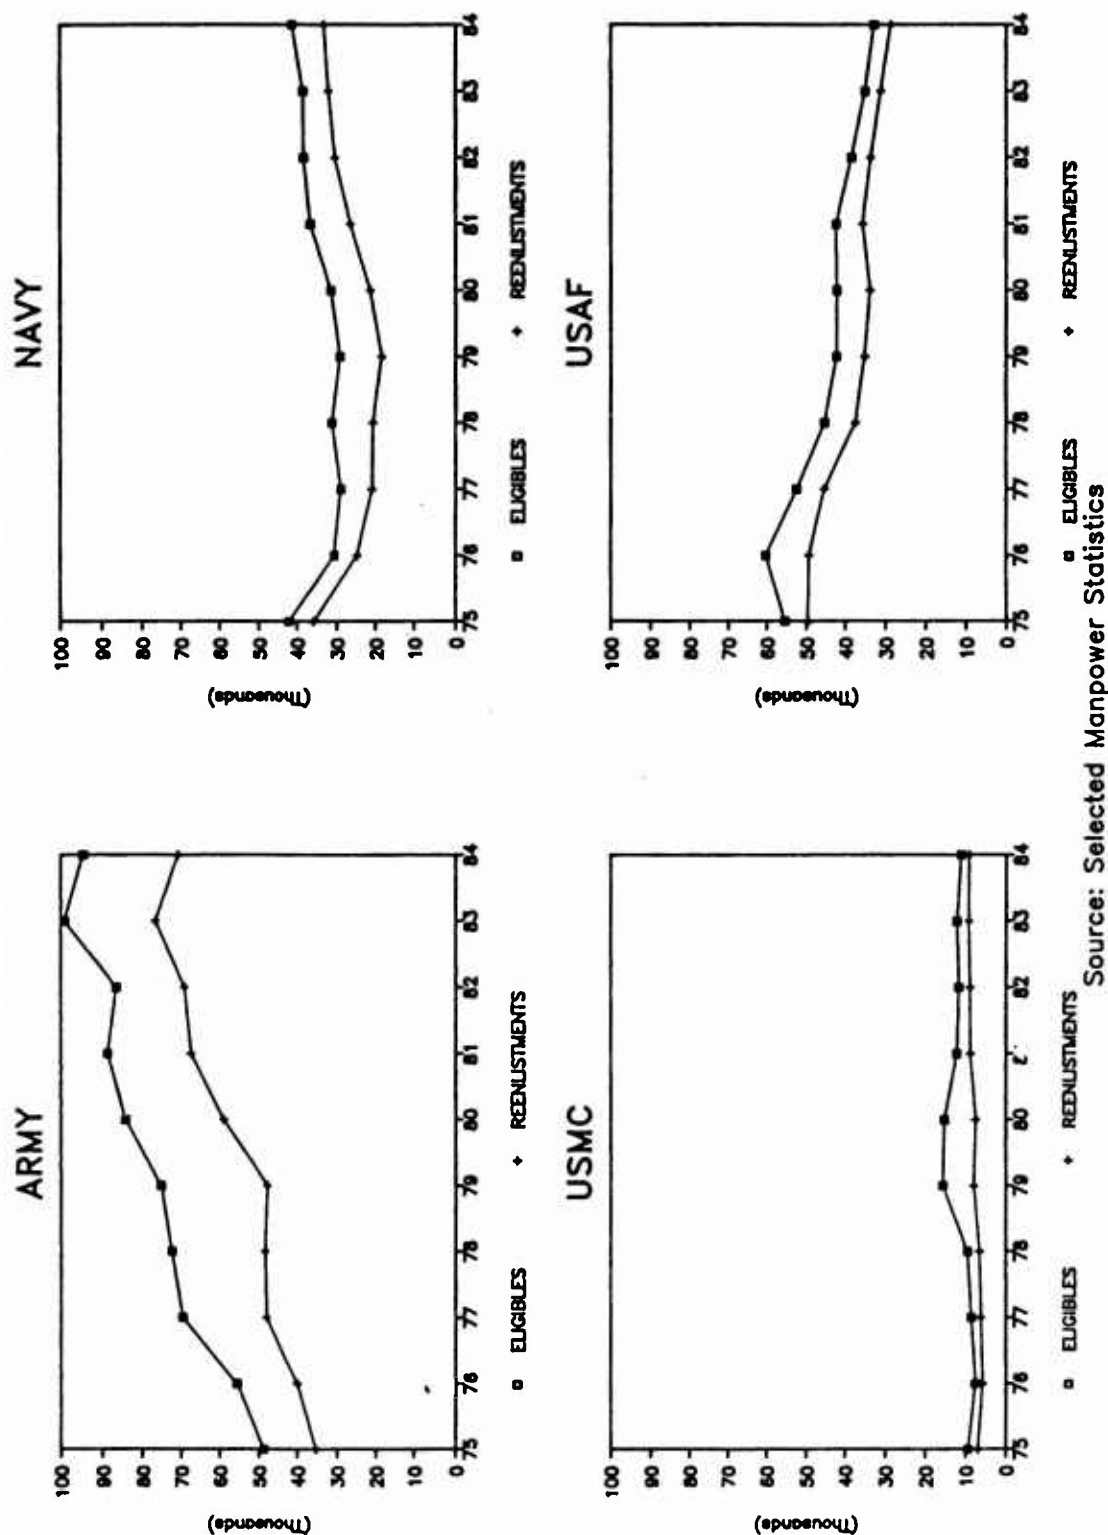 ARMY
100
90
80
70
60
50
40
30
20
10
0
(Thousands)
75 76 77 78 79 80 81 82 83 84
□ ELIGIBLES + REENLISTMENTS
NAVY
100
90
80
70
60
50
40
30
20
10
0
(Thousands)
75 76 77 78 79 80 81 82 83 84
□ ELIGIBLES + REENLISTMENTS
USMC
100
90
80
70
60
50
40
30
20
10
0
(Thousands)
75 76 77 78 79 80 82 83 84
□ ELIGIBLES + REENLISTMENTS
USAF
100
90
80
70
60
50
40
30
20
10
0
(Thousands)
75 76 77 78 79 80 81 82 83 84
□ ELIGIBLES + REENLISTMENTS
Source: Selected Manpower Statistics